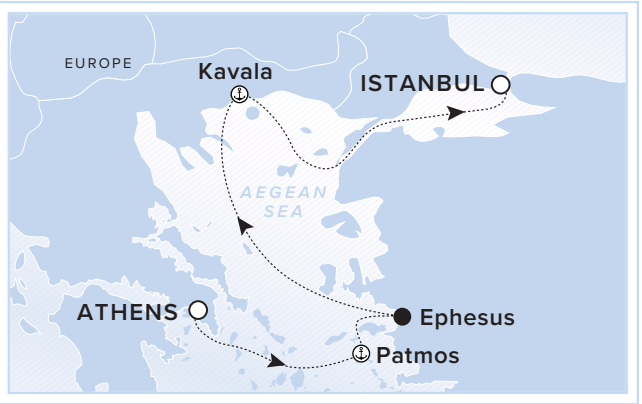 EUROPE
Kavala
ISTANBUL
AEGEAN
SEA
ATHENS
Ephesus
Patmos